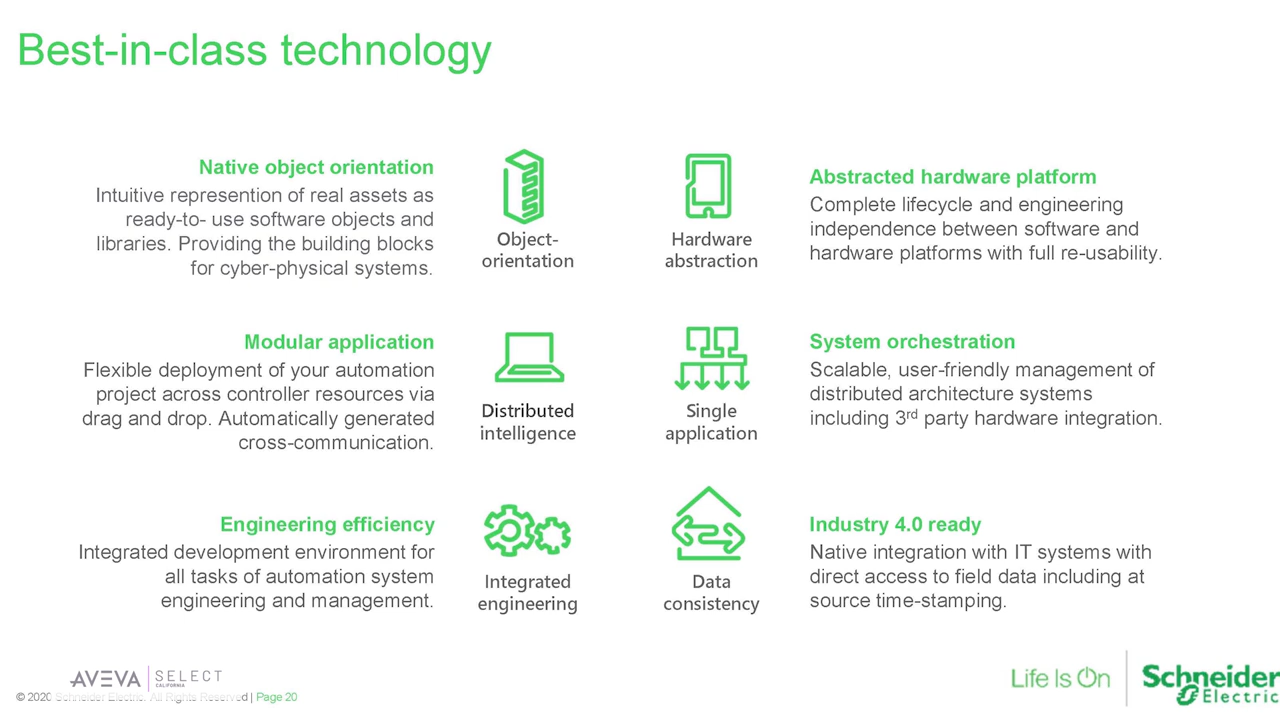 Best-in-class technology
Native object orientation
Intuitive represention of real assets as
ready-to- use software objects and
libraries. Providing the building blocks
for cyber-physical systems.
Object-
orientation
Hardware
abstraction
Abstracted hardware platform
Complete lifecycle and engineering
independence between software and
hardware platforms with full re-usability.
Modular application
Flexible deployment of your automation
project across controller resources via
drag and drop. Automatically generated
cross-communication.
Distributed
intelligence
Single
application
System orchestration
Scalable, user-friendly management of
distributed architecture systems
including 3rd party hardware integration.
Engineering efficiency
Integrated development environment for
all tasks of automation system
engineering and management.
Integrated
engineering
Data
consistency
Industry 4.0 ready
Native integration with IT systems with
direct access to field data including at
source time-stamping.
AVEVA SELECT
CALIFORNIA
© 2020 Schneider Electric. All Rights Reserved | Page 20
Life Is On
Schneider
Electric